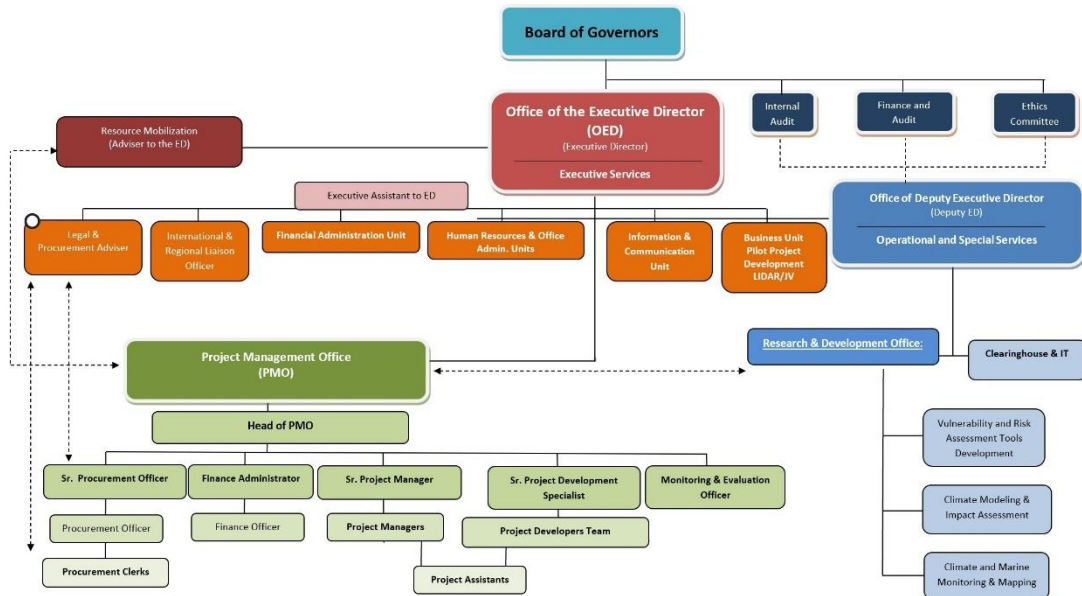 Board of Governors
Office of the Executive Director
(OED)
(Executive Director)
Executive Services
Internal
Audit
Finance and
Audit
Ethics
Committee
Resource Mobilization
(Adviser to the ED)
Executive Assistant to ED
Office of Deputy Executive Director
(Deputy ED)
Operational and Special Services
Legal &
Procurement Adviser
International &
Regional Liaison
Officer
Financial Administration Unit
Human Resources & Office
Admin. Units
Information &
Communication
Unit
Business Unit
Pilot Project
Development
LIDAR/JV
Project Management Office
(PMO)
Research & Development Office:
Clearinghouse & IT
Head of PMO
Vulnerability and Risk
Assessment Tools
Development
Sr. Procurement Officer
Finance Administrator
Sr. Project Manager
Sr. Project Development
Specialist
Monitoring & Evaluation
Officer
Procurement Officer
Finance Officer
Project Managers
Project Developers Team
Climate Modeling &
Impact Assessment
Procurement Clerks
Project Assistants
Climate and Marine
Monitoring & Mapping